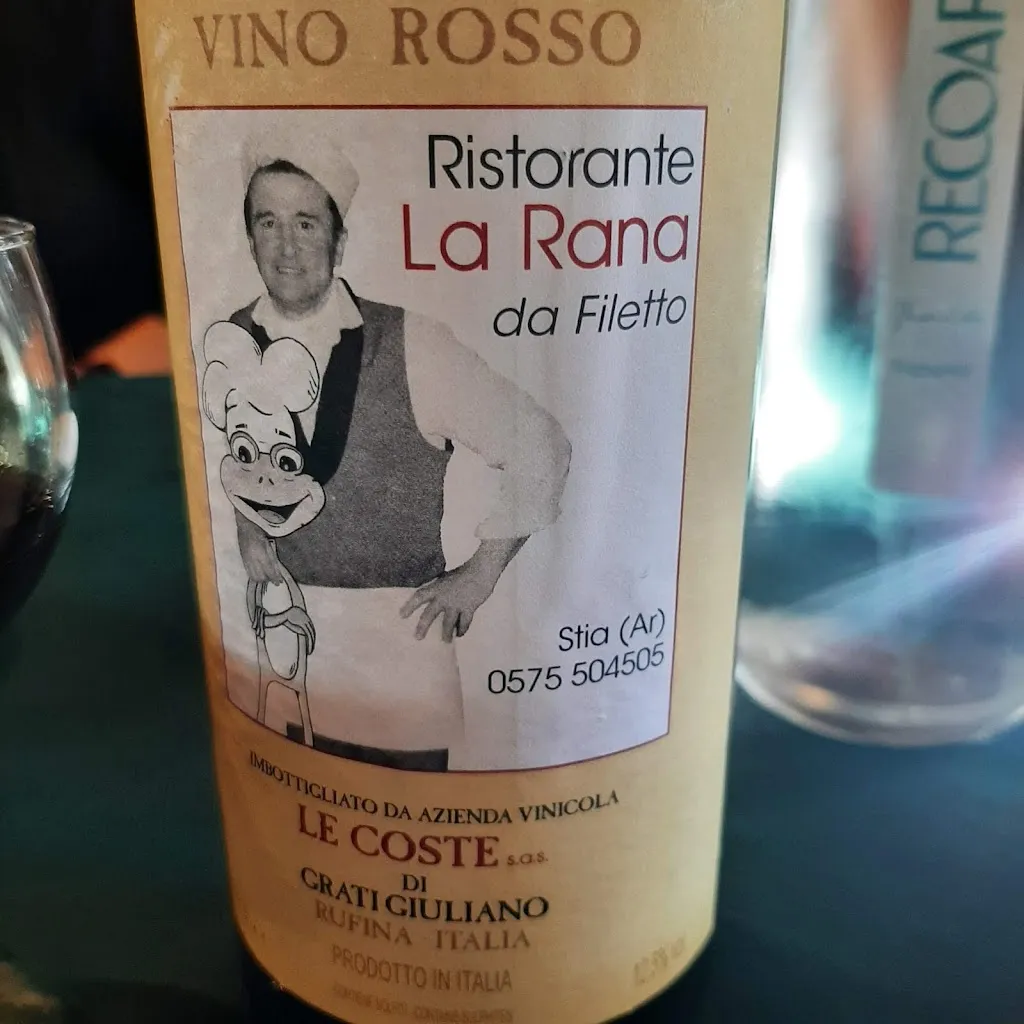 VINO ROSSO
Ristorante
La Rana
da Filetto
Stia (Ar)
0575 504505
IMBOTTIGLIATO DA AZIENDA VINICOLA
LE COSTE s.a.s.
DI
GRATI GIULIANO
RUFINA - ITALIA
PRODOTTO IN ITALIA
RECOAR